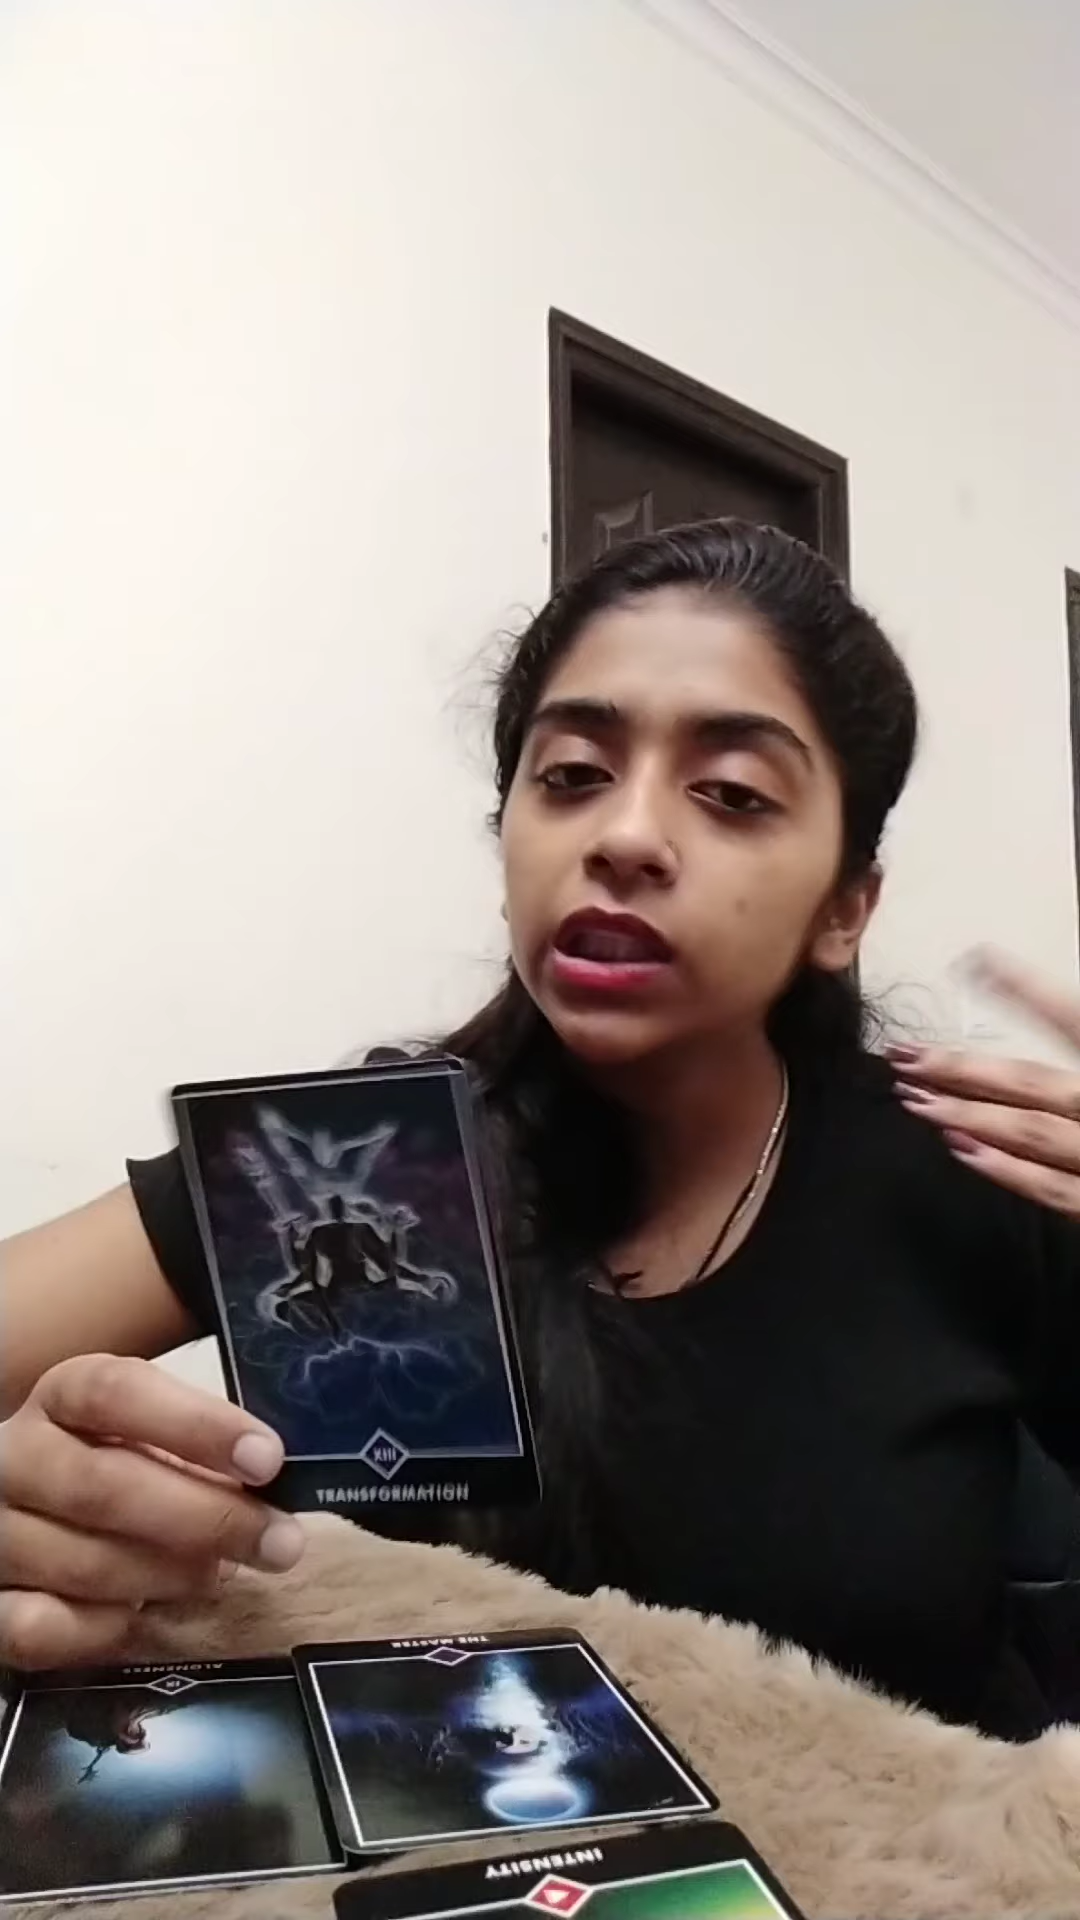 XIII
TRANSFORMATION
THE MASTER
ALONENESS
IX
INTENSITY